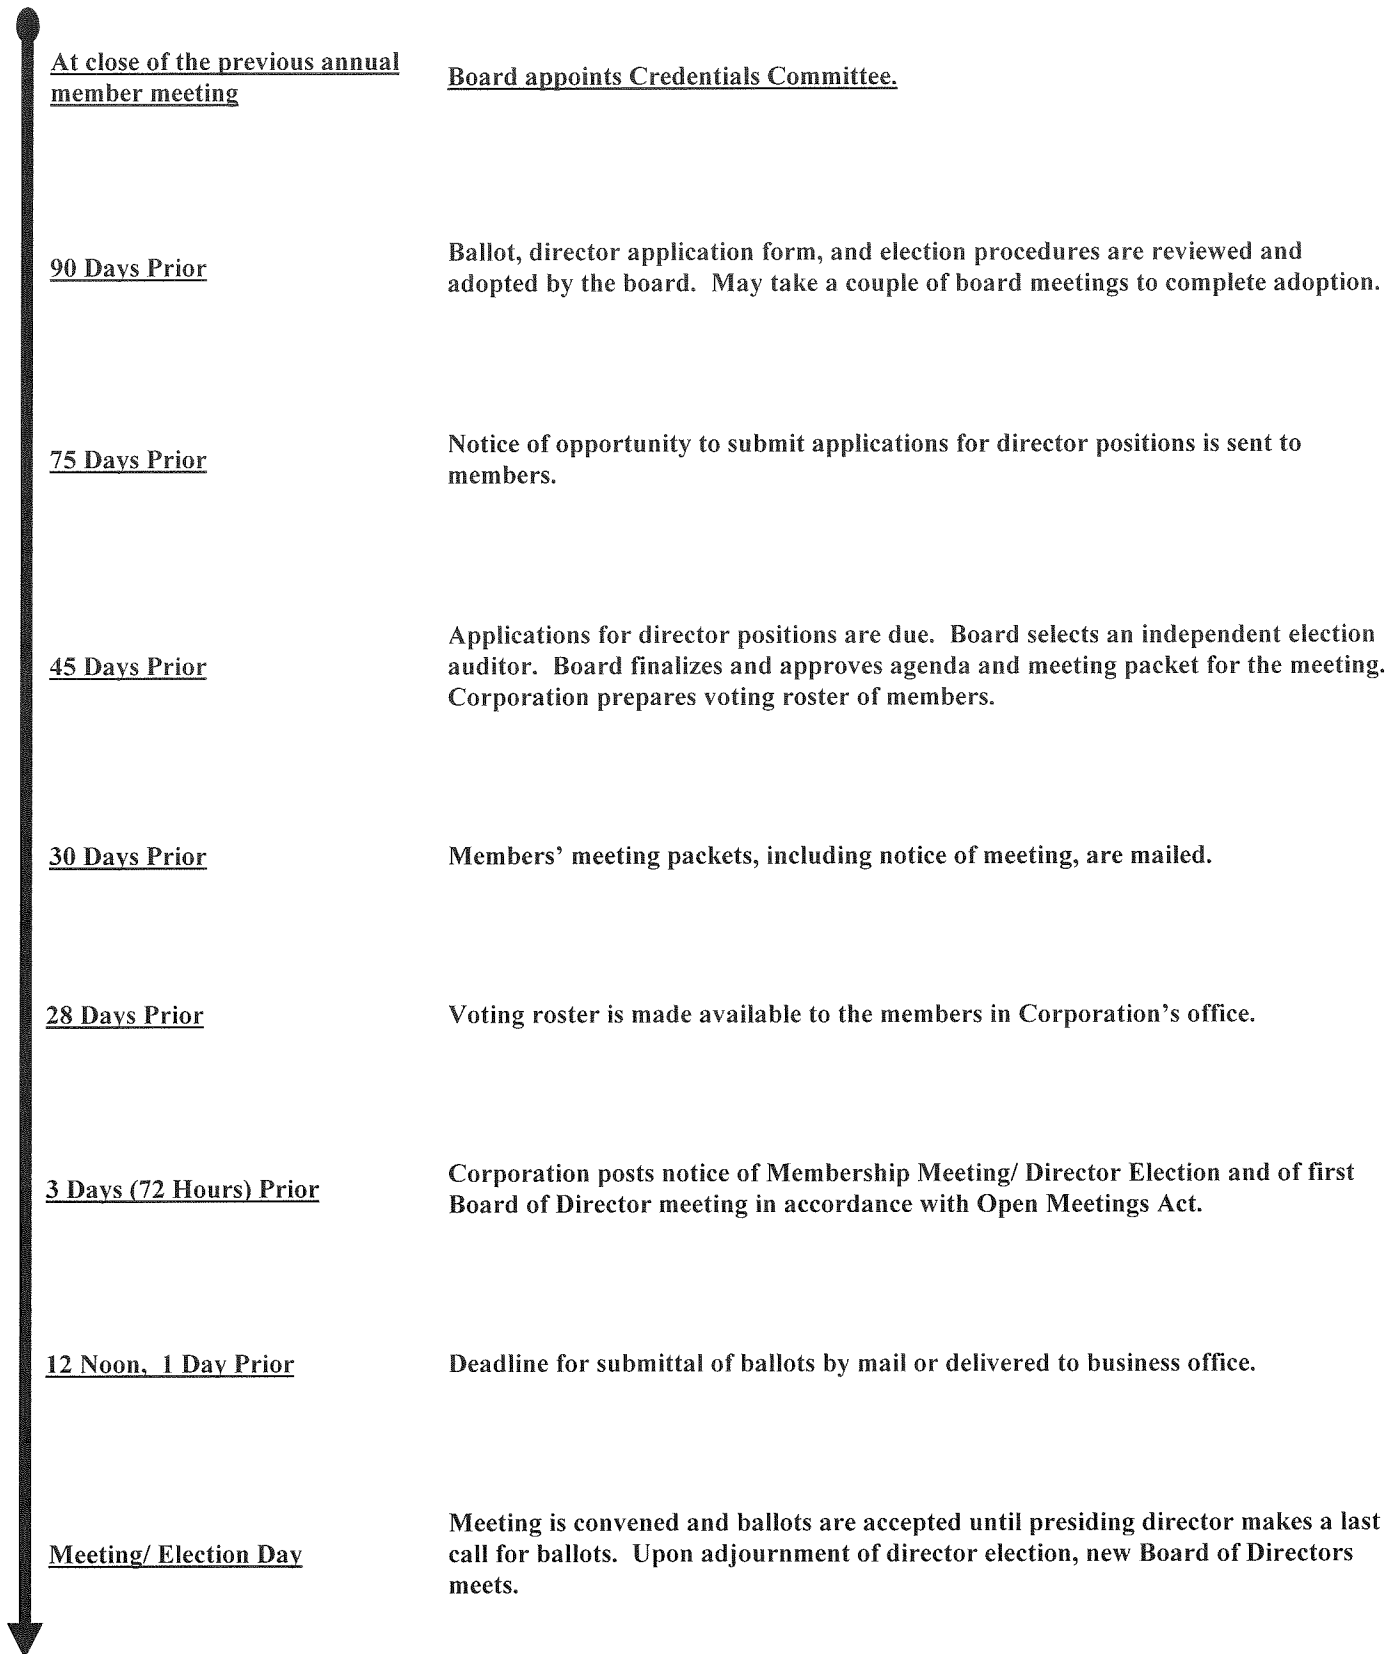 At close of the previous annual
member meeting
Board appoints Credentials Committee.
90 Days Prior
Ballot, director application form, and election procedures are reviewed and
adopted by the board.  May take a couple of board meetings to complete adoption.
75 Days Prior
Notice of opportunity to submit applications for director positions is sent to
members.
45 Days Prior
Applications for director positions are due.  Board selects an independent election
auditor.  Board finalizes and approves agenda and meeting packet for the meeting.
Corporation prepares voting roster of members.
30 Days Prior
Members’ meeting packets, including notice of meeting, are mailed.
28 Days Prior
Voting roster is made available to the members in Corporation’s office.
3 Days (72 Hours) Prior
Corporation posts notice of Membership Meeting/ Director Election and of first
Board of Director meeting in accordance with Open Meetings Act.
12 Noon,  1 Day Prior
Deadline for submittal of ballots by mail or delivered to business office.
Meeting/ Election Day
Meeting is convened and ballots are accepted until presiding director makes a last
call for ballots.  Upon adjournment of director election, new Board of Directors
meets.